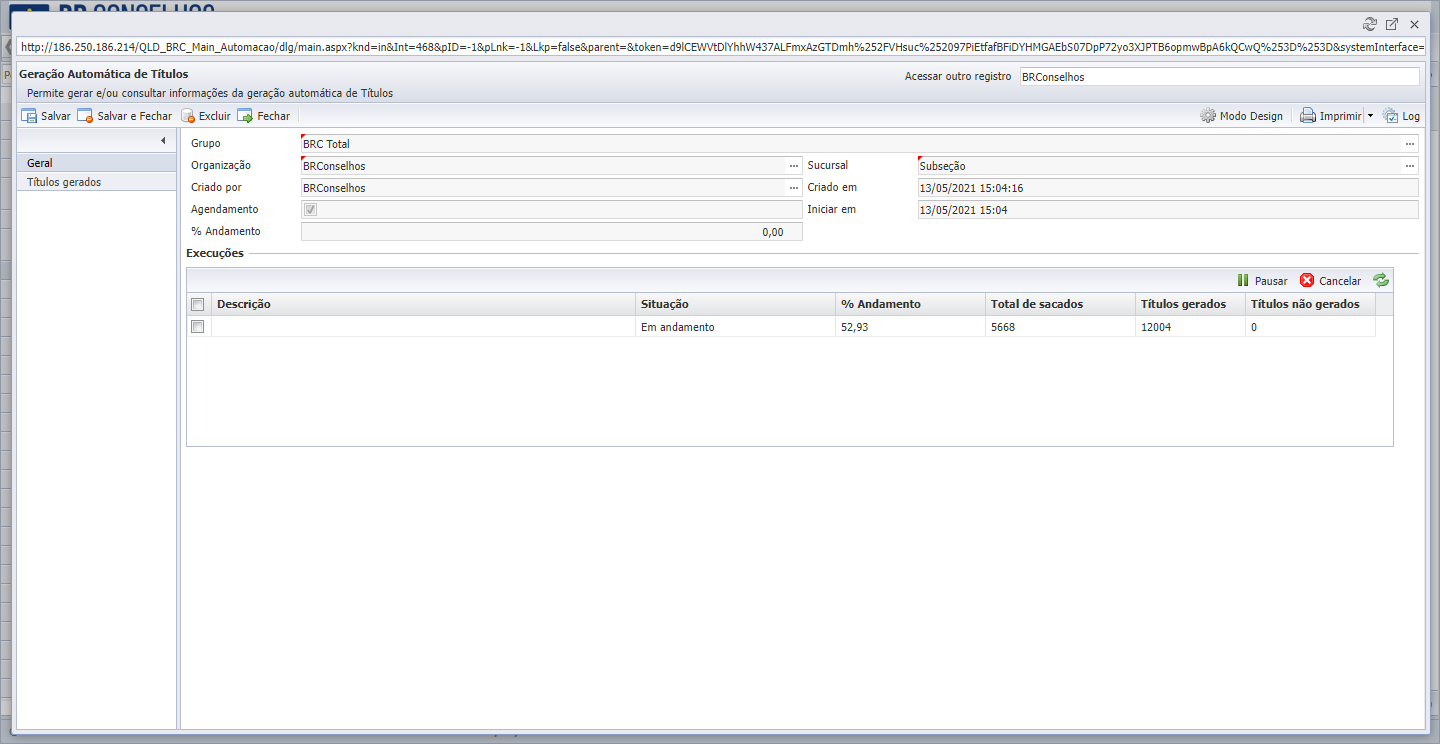 BR CONSELHOS
http://186.250.186.214/QLD_BRC_Main_Automacao/dlg/main.aspx?knd=in&Int=468&pID=-1&pLnk=-1&Lkp=false&parent=&token=d9lCEWVtDlYhhW437ALFmxAzGTDmh%252FVHsuc%252097PiEtfafBFiDYHMGAEbS07DpP72yo3XJPTB6opmwBpA6kQCwQ%253D%253D&systemInterface=
Geração Automática de Títulos
Acessar outro registro BRConselhos
Permite gerar e/ou consultar informações da geração automática de Títulos
Salvar Salvar e Fechar Excluir Fechar Modo Design Imprimir Log
Geral
Títulos gerados
Grupo BRC Total ...
Organização BRConselhos ... Sucursal Subseção ...
Criado por BRConselhos ... Criado em 13/05/2021 15:04:16
Agendamento Iniciar em 13/05/2021 15:04
% Andamento 0,00
Execuções
Pausar Cancelar
Descrição Situação % Andamento Total de sacados Títulos gerados Títulos não gerados
Em andamento 52,93 5668 12004 0